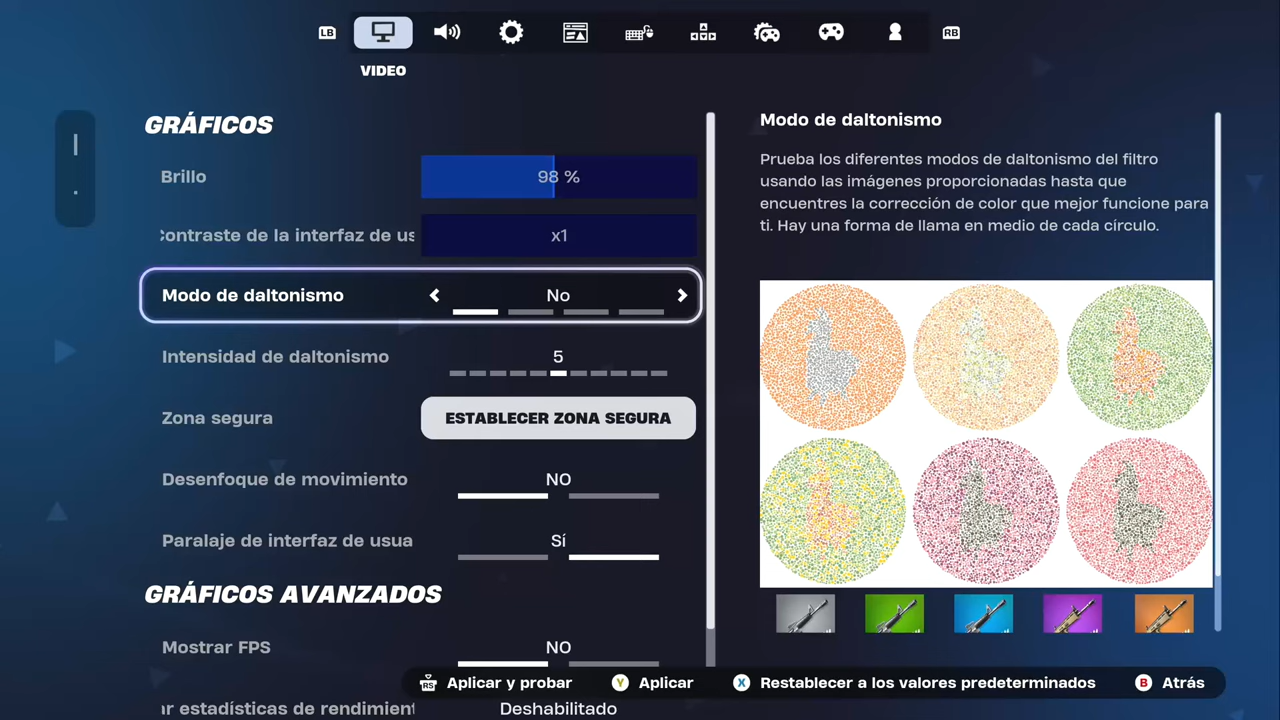 LB
RB
VIDEO
GRÁFICOS
Brillo
98 %
Contraste de la interfaz de us
x1
Modo de daltonismo
No
Intensidad de daltonismo
5
Zona segura
ESTABLECER ZONA SEGURA
Desenfoque de movimiento
NO
Paralaje de interfaz de usua
Sí
GRÁFICOS AVANZADOS
Mostrar FPS
NO
ar estadísticas de rendimient
Deshabilitado
Modo de daltonismo
Prueba los diferentes modos de daltonismo del filtro
usando las imágenes proporcionadas hasta que
encuentres la corrección de color que mejor funcione para
ti. Hay una forma de llama en medio de cada círculo.
RS Aplicar y probar
Y Aplicar
X Restablecer a los valores predeterminados
B Atrás